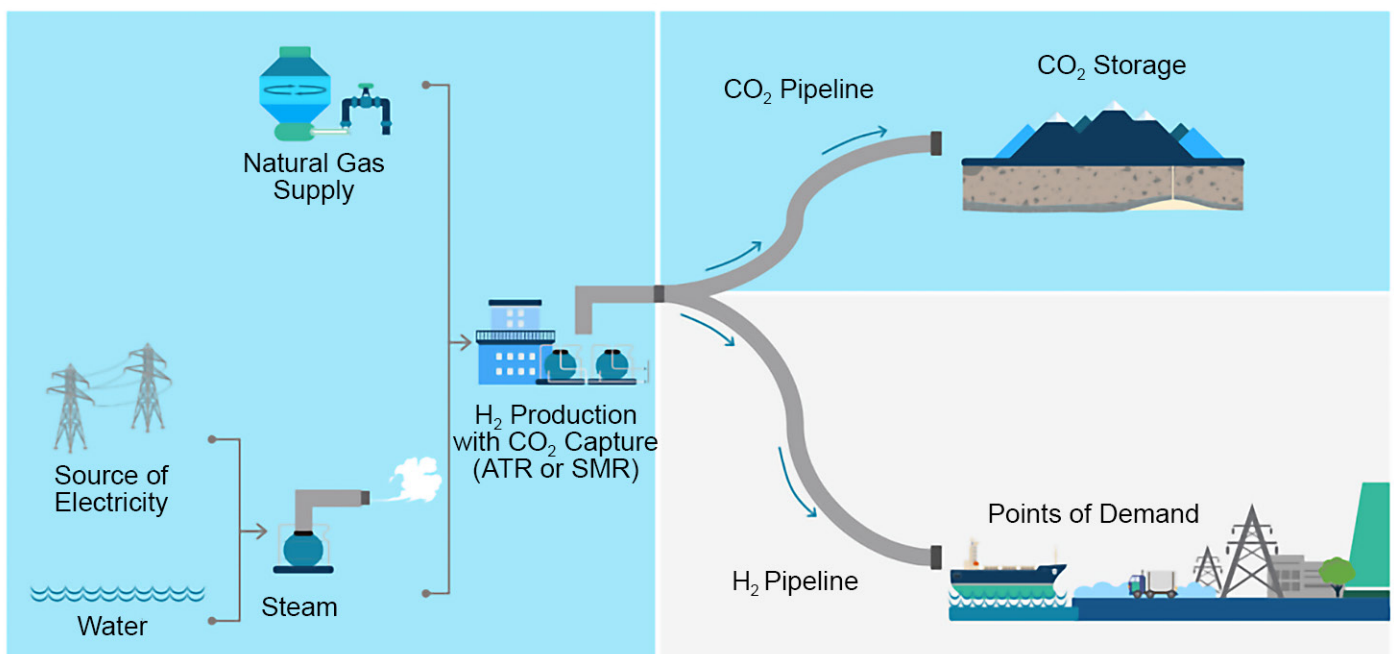 Natural Gas
Supply
Source of
Electricity
Water
Steam
H₂ Production
with CO₂ Capture
(ATR or SMR)
CO₂ Pipeline
CO₂ Storage
H₂ Pipeline
Points of Demand